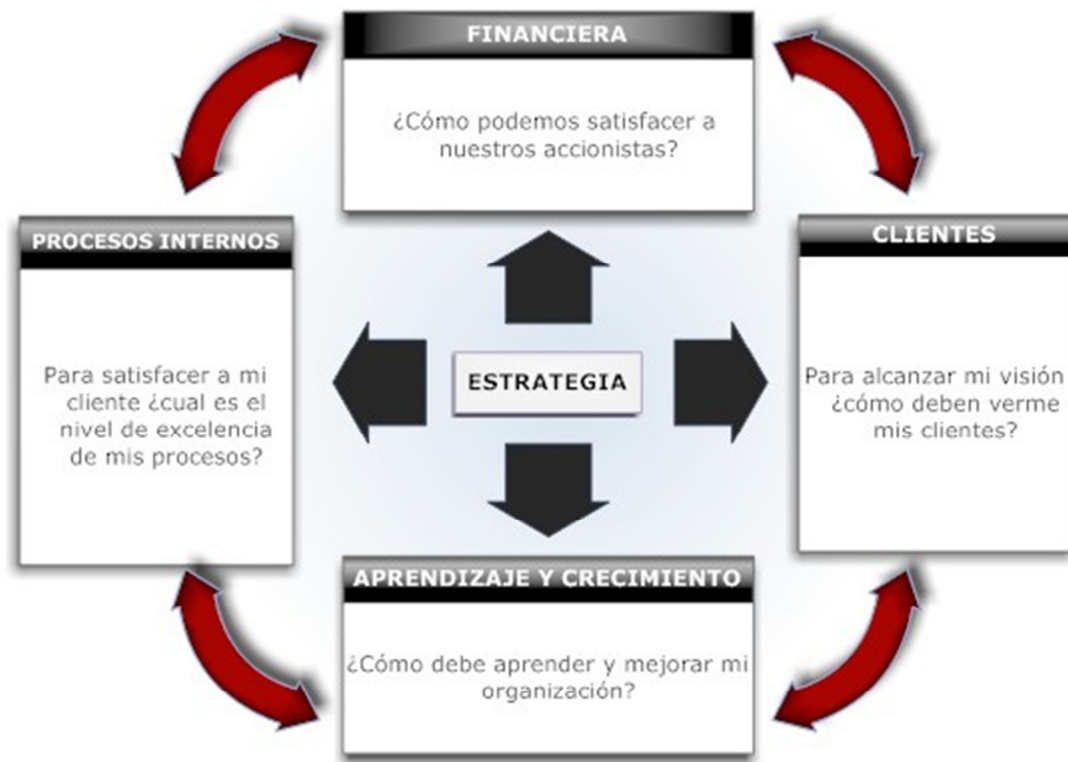 FINANCIERA
¿Cómo podemos satisfacer a
nuestros accionistas?
PROCESOS INTERNOS
Para satisfacer a mi
cliente ¿cual es el
nivel de excelencia
de mis procesos?
ESTRATEGIA
CLIENTES
Para alcanzar mi visión
¿cómo deben verme
mis clientes?
APRENDIZAJE Y CRECIMIENTO
¿Cómo debe aprender y mejorar mi
organización?